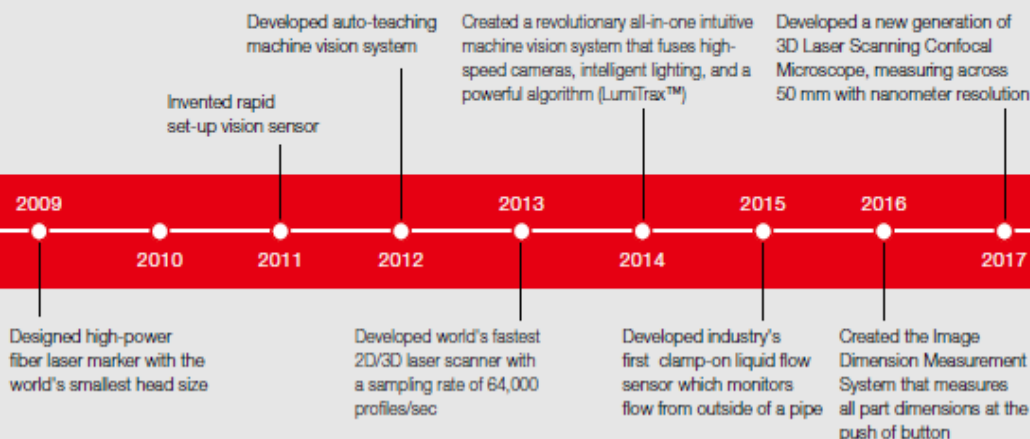 Developed auto-teaching
machine vision system
Created a revolutionary all-in-one intuitive
machine vision system that fuses high-
speed cameras, intelligent lighting, and a
powerful algorithm (LumiTrax™)
Developed a new generation of
3D Laser Scanning Confocal
Microscope, measuring across
50 mm with nanometer resolution
Invented rapid
set-up vision sensor
2009
2010
2011
2012
2013
2014
2015
2016
2017
Designed high-power
fiber laser marker with the
world's smallest head size
Developed world's fastest
2D/3D laser scanner with
a sampling rate of 64,000
profiles/sec
Developed industry's
first clamp-on liquid flow
sensor which monitors
flow from outside of a pipe
Created the Image
Dimension Measurement
System that measures
all part dimensions at the
push of button